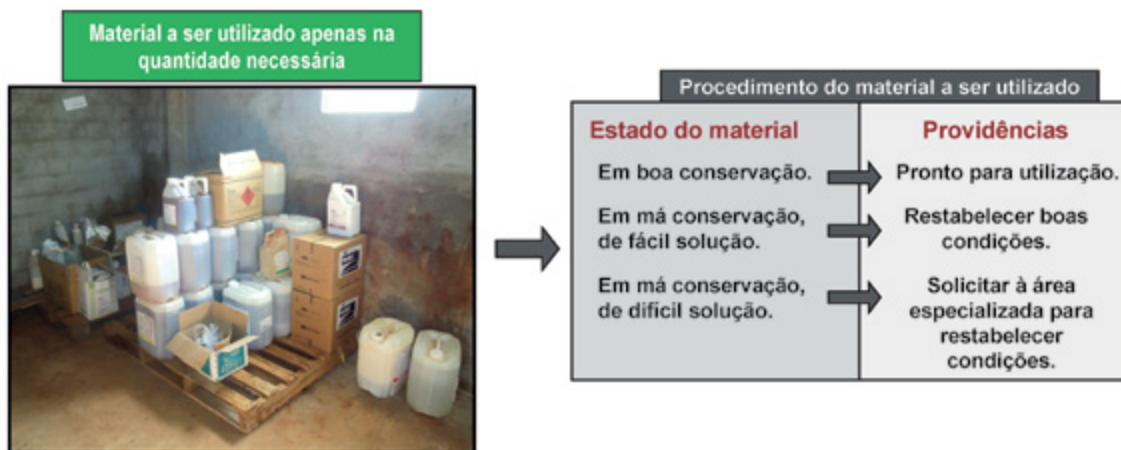 Material a ser utilizado apenas na
quantidade necessária
Procedimento do material a ser utilizado
Estado do material
Providências
Em boa conservação.
Pronto para utilização.
Em má conservação,
de fácil solução.
Restabelecer boas
condições.
Em má conservação,
de difícil solução.
Solicitar à área
especializada para
restabelecer
condições.